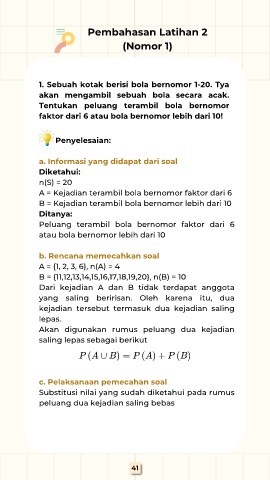 Pembahasan Latihan 2
(Nomor 1)
1. Sebuah kotak berisi bola bernomor 1-20. Tya
akan mengambil sebuah bola secara acak.
Tentukan peluang terambil bola bernomor
faktor dari 6 atau bola bernomor lebih dari 10!
Penyelesaian:
a. Informasi yang didapat dari soal
Diketahui:
n(S) = 20
A = Kejadian terambil bola bernomor faktor dari 6
B = Kejadian terambil bola bernomor lebih dari 10
Ditanya:
Peluang terambil bola bernomor faktor dari 6
atau bola bernomor lebih dari 10
b. Rencana memecahkan soal
A = {1, 2, 3, 6}, n(A) = 4
B = {11,12,13,14,15,16,17,18,19,20}, n(B) = 10
Dari kejadian A dan B tidak terdapat anggota
yang saling beririsan. Oleh karena itu, dua
kejadian tersebut termasuk dua kejadian saling
lepas.
Akan digunakan rumus peluang dua kejadian
saling lepas sebagai berikut
P (A ∪ B) = P (A) + P (B)
c. Pelaksanaan pemecahan soal
Substitusi nilai yang sudah diketahui pada rumus
peluang dua kejadian saling bebas
41